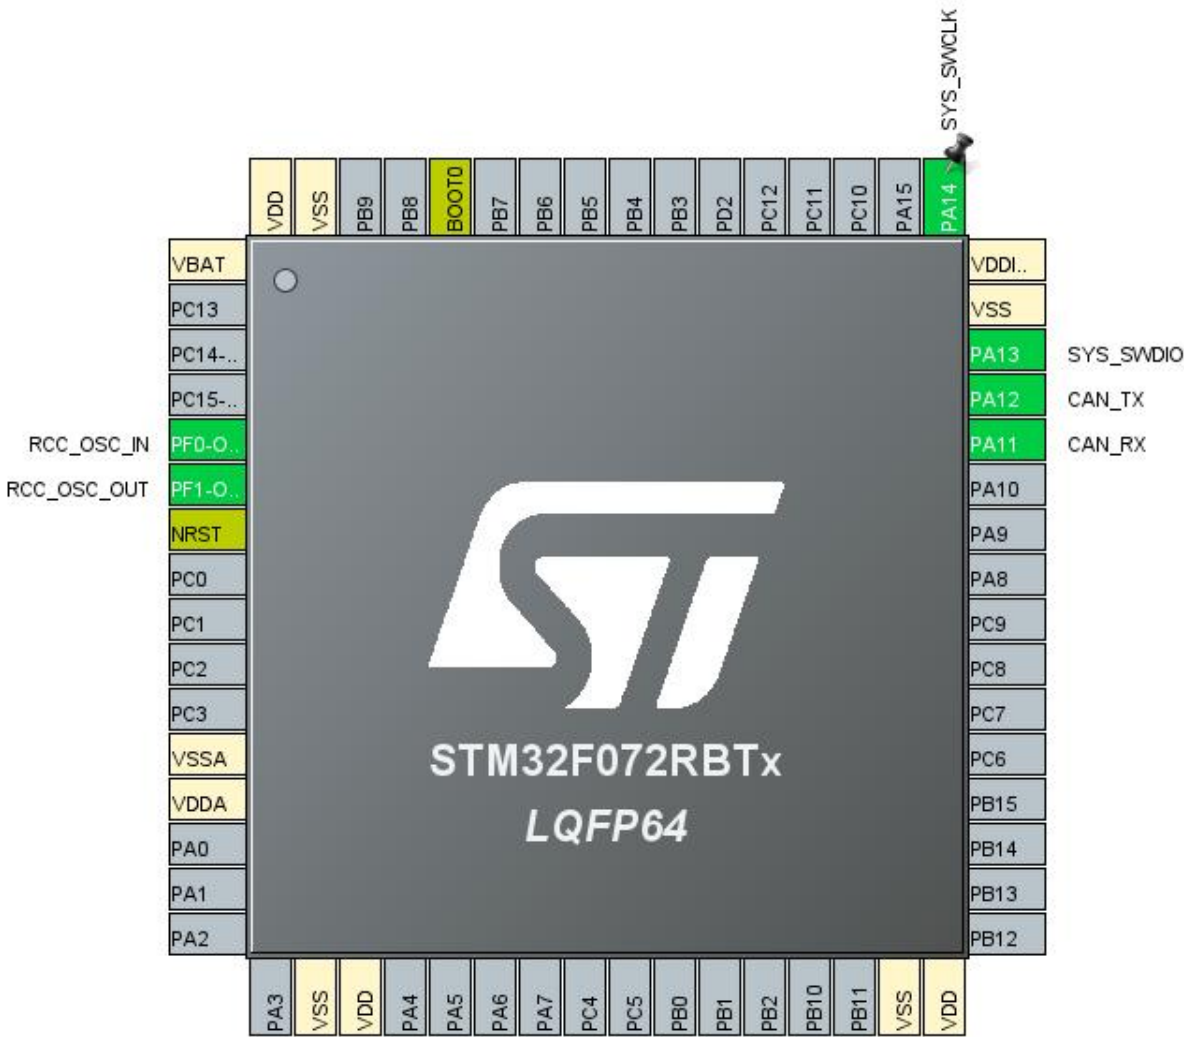 SYS_SWCLK
VDD
VSS
PB9
PB8
BOOT0
PB7
PB6
PB5
PB4
PB3
PD2
PC12
PC11
PC10
PA15
PA14
VBAT
PC13
PC14-..
PC15-..
RCC_OSC_IN PF0-O..
RCC_OSC_OUT PF1-O..
NRST
PC0
PC1
PC2
PC3
VSSA
VDDA
PA0
PA1
PA2
VDDI..
VSS
PA13 SYS_SWDIO
PA12 CAN_TX
PA11 CAN_RX
PA10
PA9
PA8
PC9
PC8
PC7
PC6
PB15
PB14
PB13
PB12
ST
STM32F072RBTx
LQFP64
PA3
VSS
VDD
PA4
PA5
PA6
PA7
PC4
PC5
PB0
PB1
PB2
PB10
PB11
VSS
VDD